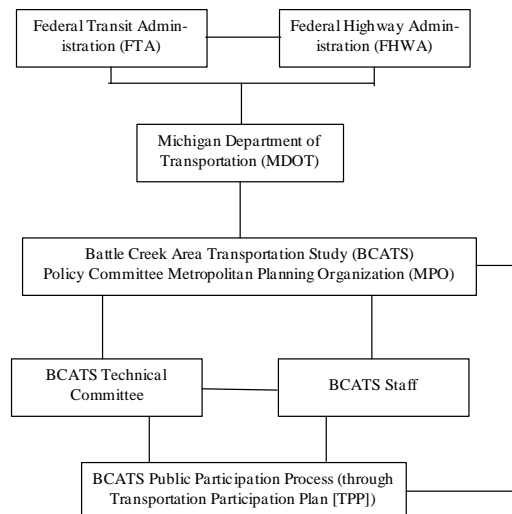 Federal Transit Admin-
istration (FTA)
Federal Highway Admin-
istration (FHWA)
Michigan Department of
Transportation (MDOT)
Battle Creek Area Transportation Study (BCATS)
Policy Committee Metropolitan Planning Organization (MPO)
BCATS Technical
Committee
BCATS Staff
BCATS Public Participation Process (through
Transportation Participation Plan [TPP])